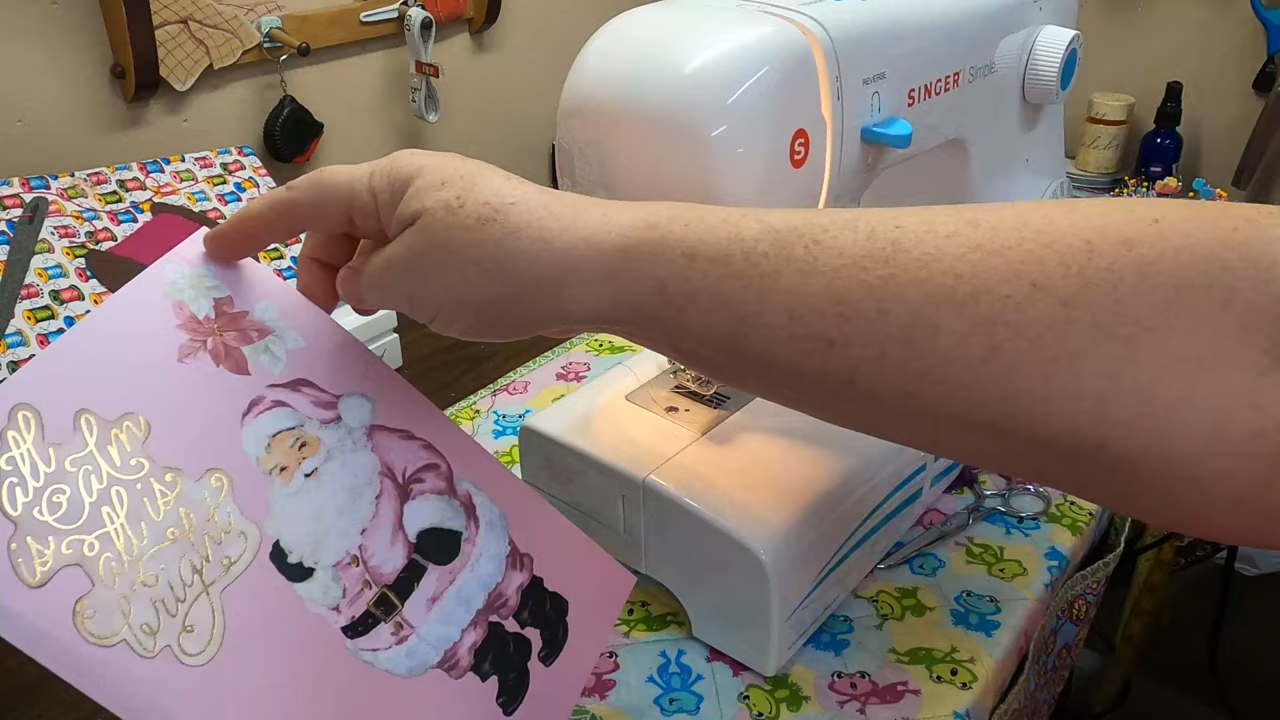 REVERSE
SINGER Simple
S
all
is Calm
all is
bright